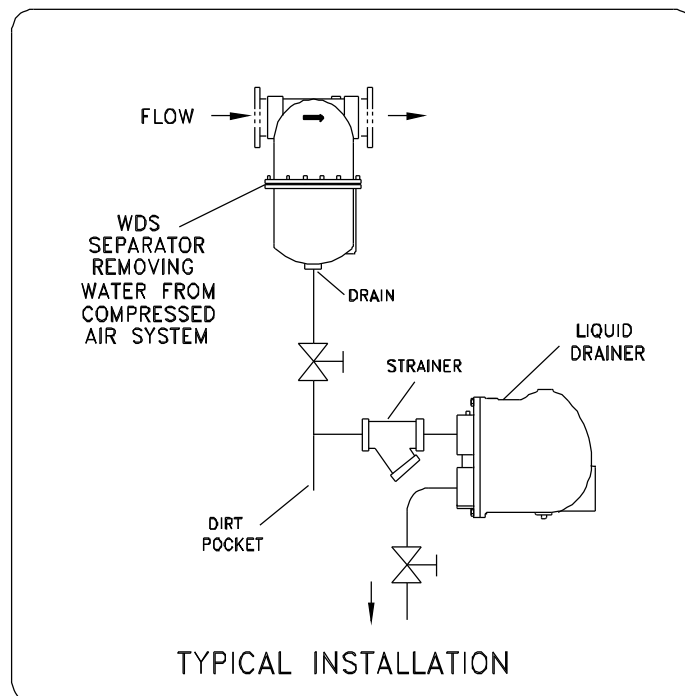 FLOW
WDS
SEPARATOR
REMOVING
WATER FROM
COMPRESSED
AIR SYSTEM
DRAIN
STRAINER
LIQUID
DRAINER
DIRT
POCKET
TYPICAL INSTALLATION